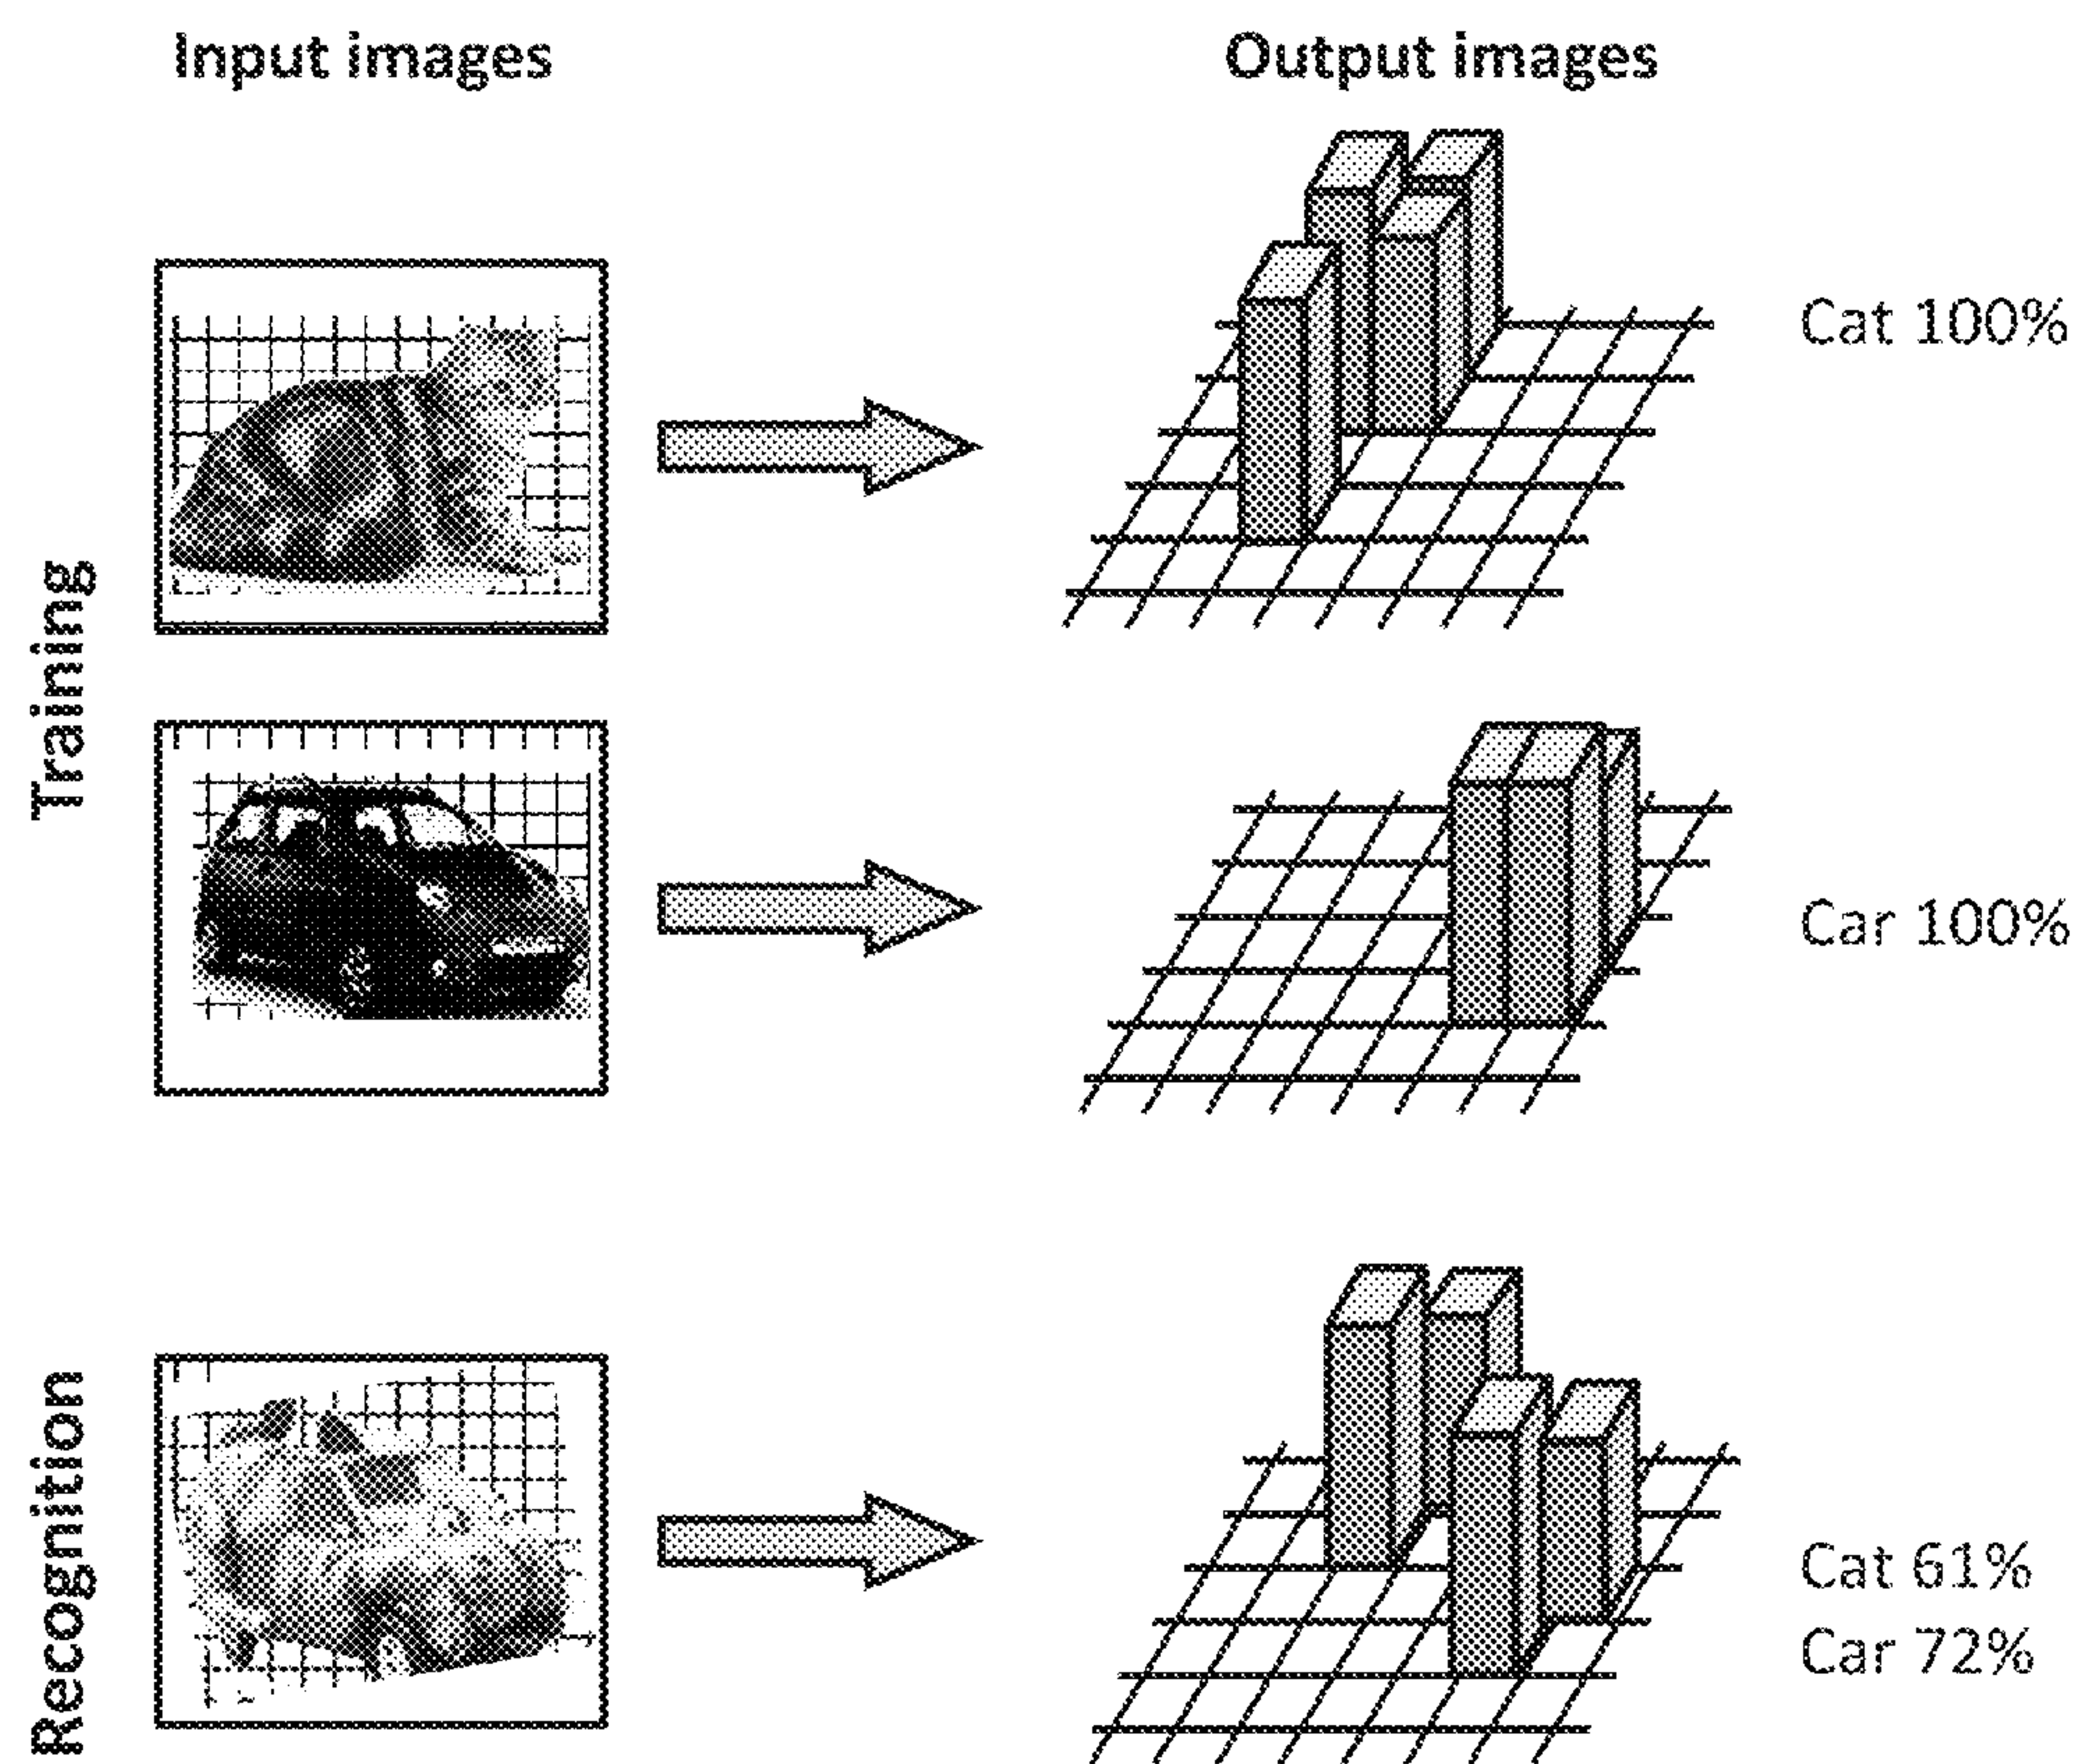 Input images
Output images
Training
Cat 100%
Car 100%
Recognition
Cat 61%
Car 72%